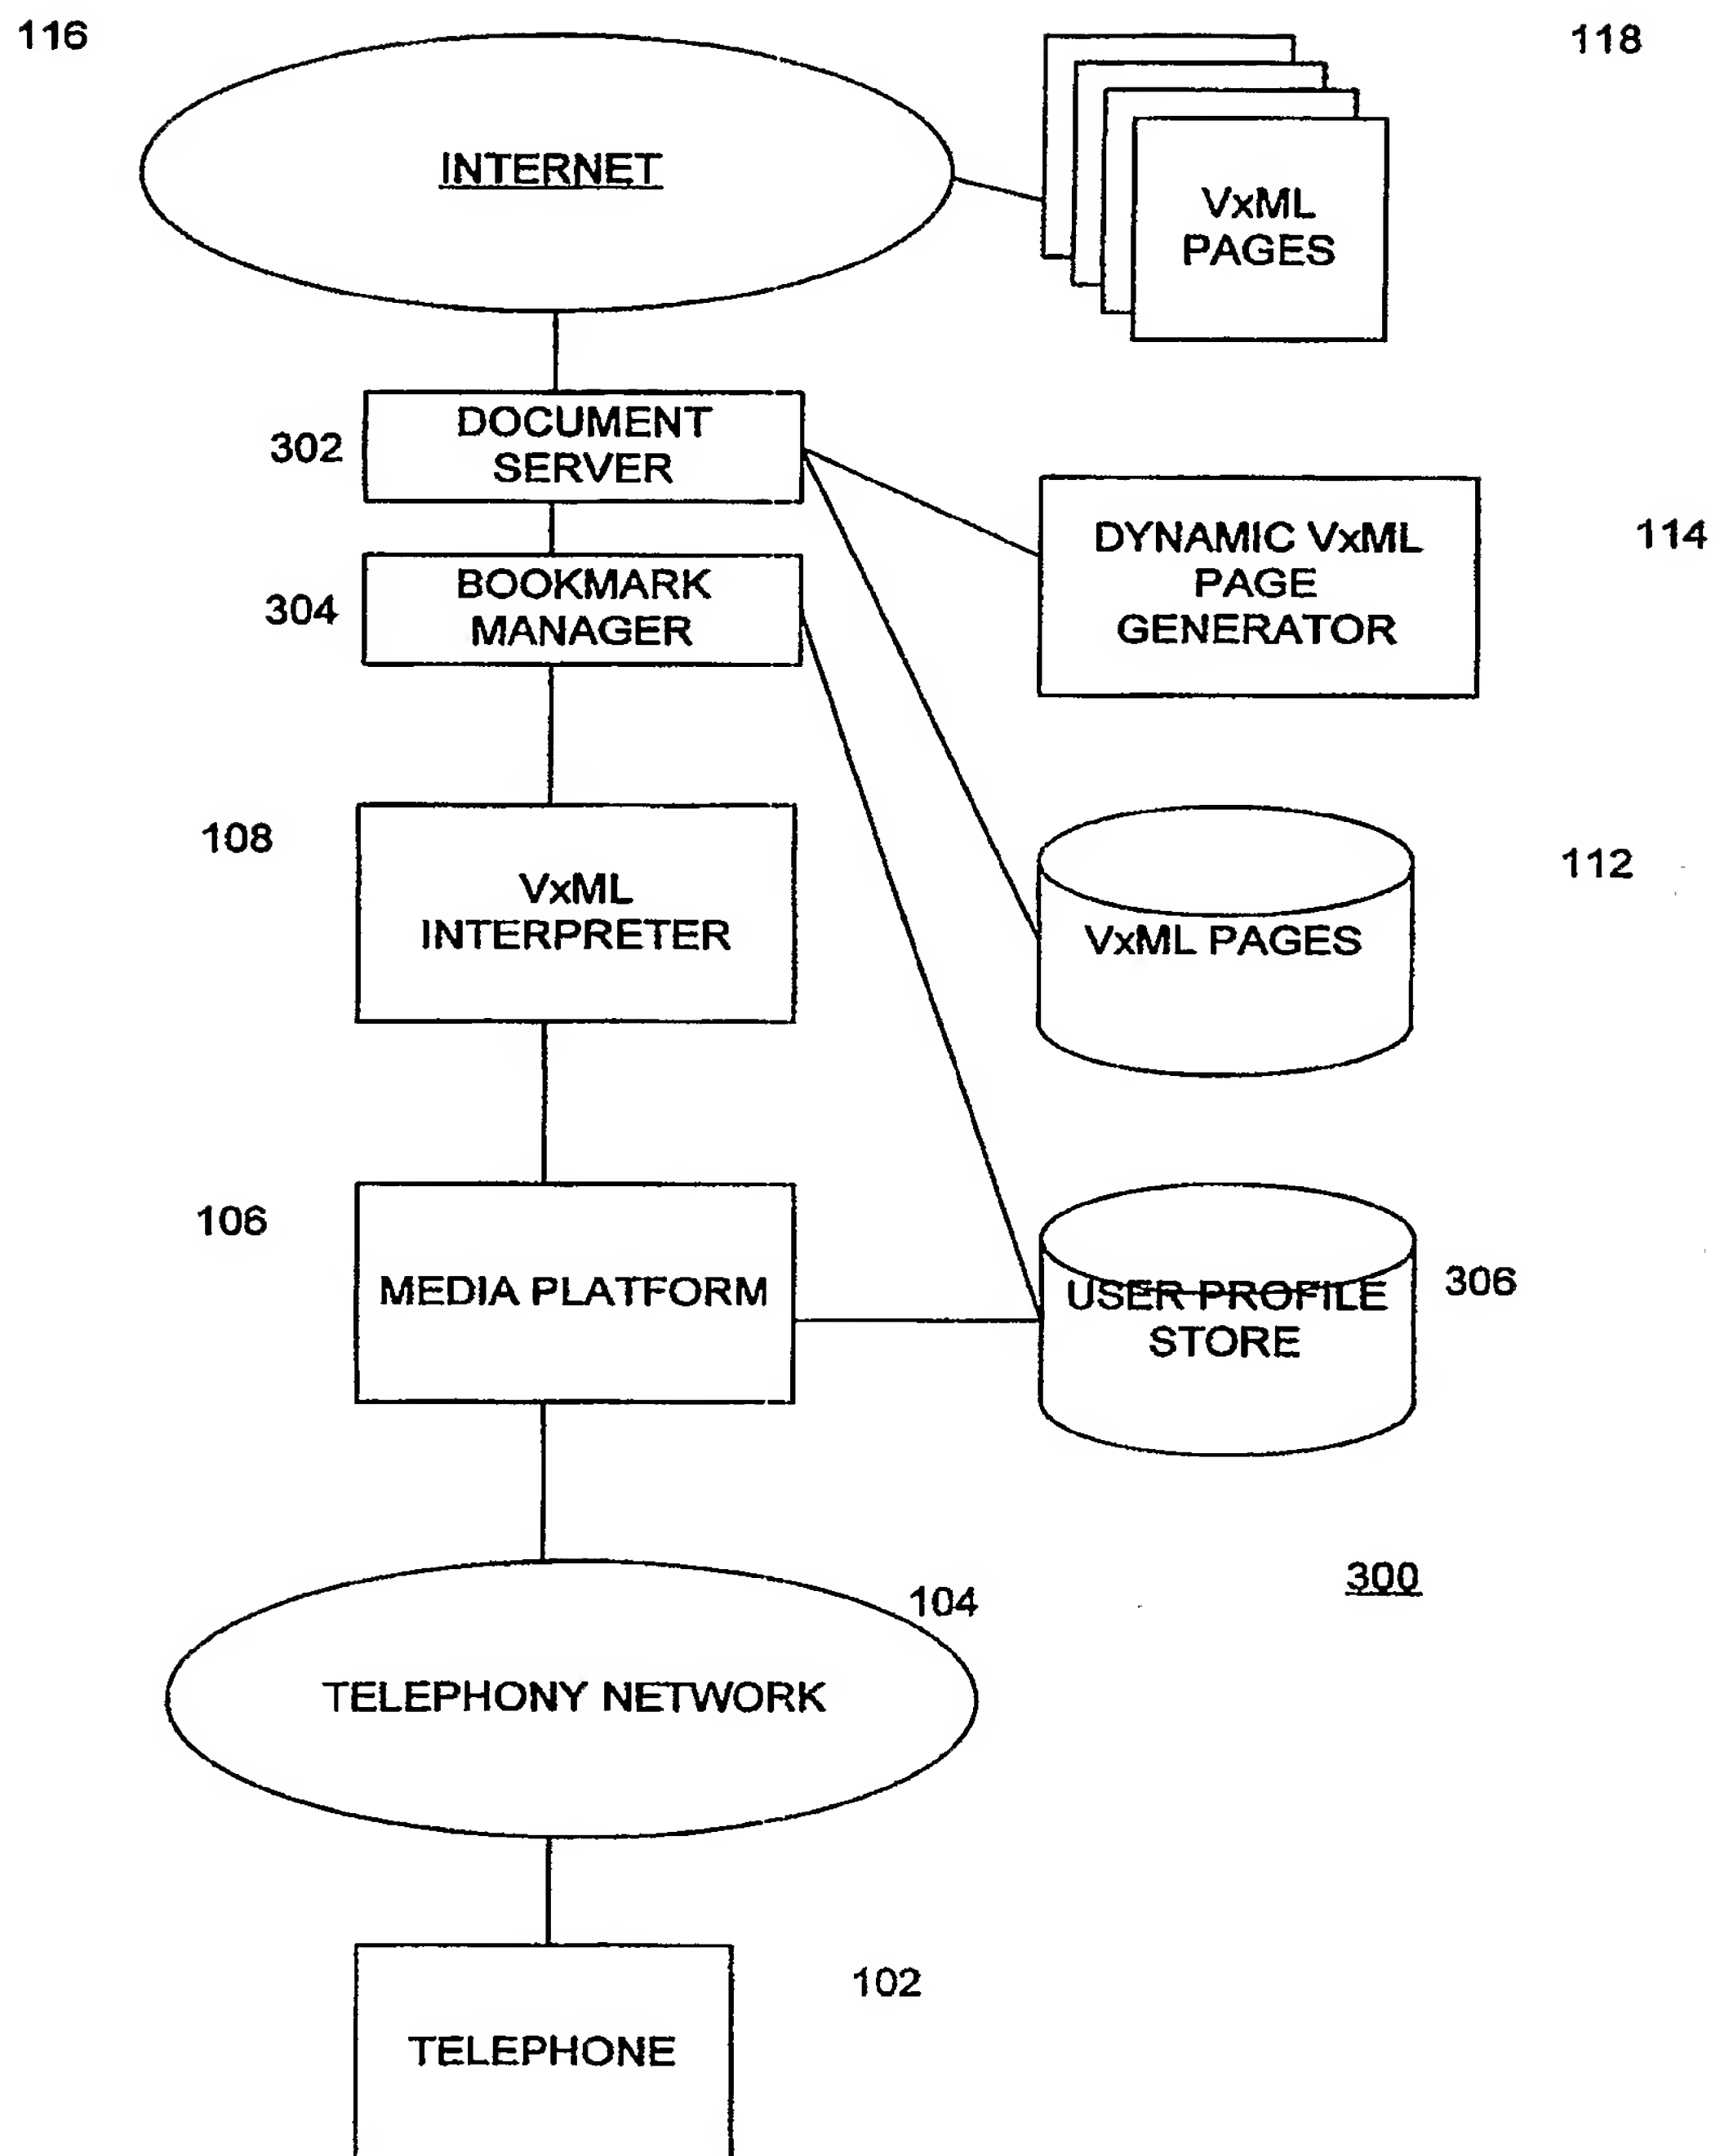 116
118
INTERNET
VxML
PAGES
302
DOCUMENT
SERVER
304
BOOKMARK
MANAGER
DYNAMIC VxML
PAGE
GENERATOR
114
108
VxML
INTERPRETER
112
VxML PAGES
106
MEDIA PLATFORM
USER PROFILE
STORE
306
300
104
TELEPHONY NETWORK
102
TELEPHONE